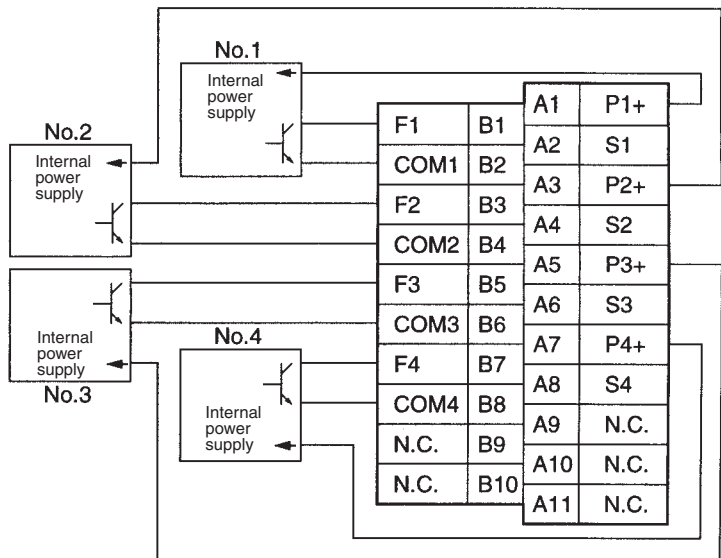 No.1
Internal
power
supply
No.2
Internal
power
supply
Internal
power
supply
No.3
No.4
Internal
power
supply
F1 B1
COM1 B2
F2 B3
COM2 B4
F3 B5
COM3 B6
F4 B7
COM4 B8
N.C. B9
N.C. B10
A1 P1+
A2 S1
A3 P2+
A4 S2
A5 P3+
A6 S3
A7 P4+
A8 S4
A9 N.C.
A10 N.C.
A11 N.C.